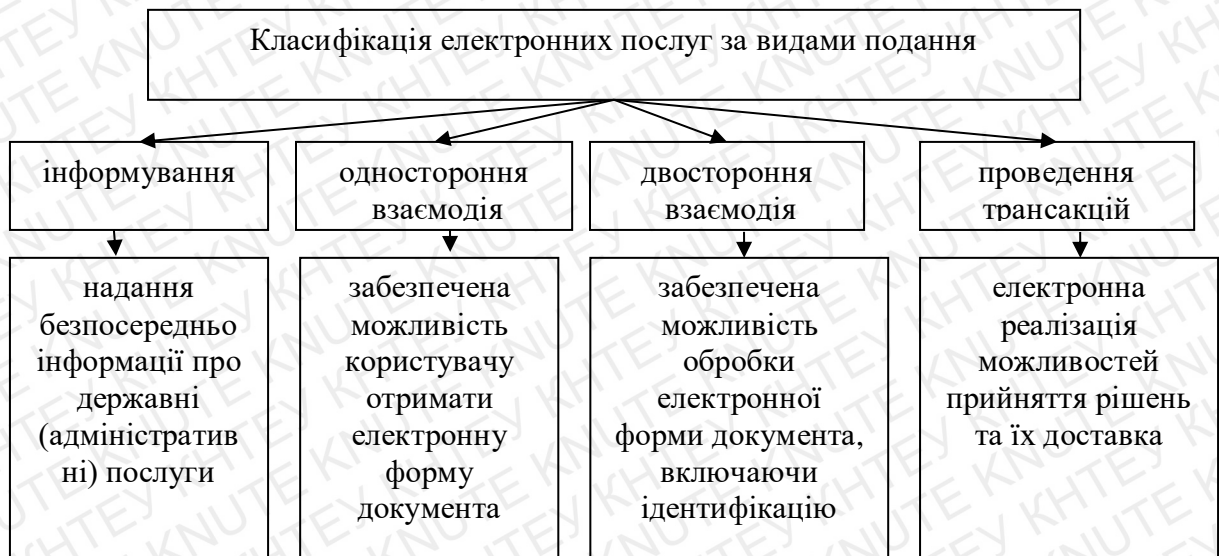 Класифікація електронних послуг за видами подання
інформування
одностороння
взаємодія
двостороння
взаємодія
проведення
трансакцій
надання
безпосередньо
інформації про
державні
(адміністратив
ні) послуги
забезпечена
можливість
користувачу
отримати
електронну
форму
документа
забезпечена
можливість
обробки
електронної
форми документа,
включаючи
ідентифікацію
електронна
реалізація
можливостей
прийняття рішень
та їх доставка